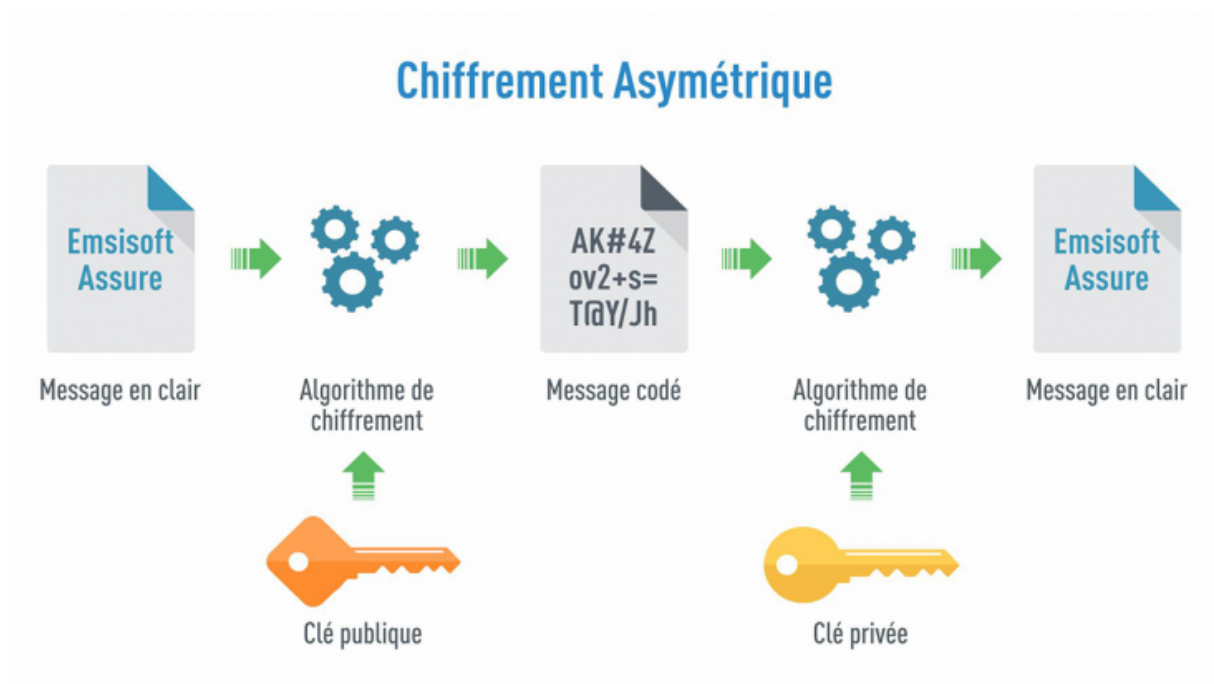 Chiffrement Asymétrique
Emsisoft
Assure
AK#4Z
ov2+s=
T@Y/Jh
Emsisoft
Assure
Message en clair
Algorithme de
chiffrement
Message codé
Algorithme de
chiffrement
Message en clair
Clé publique
Clé privée